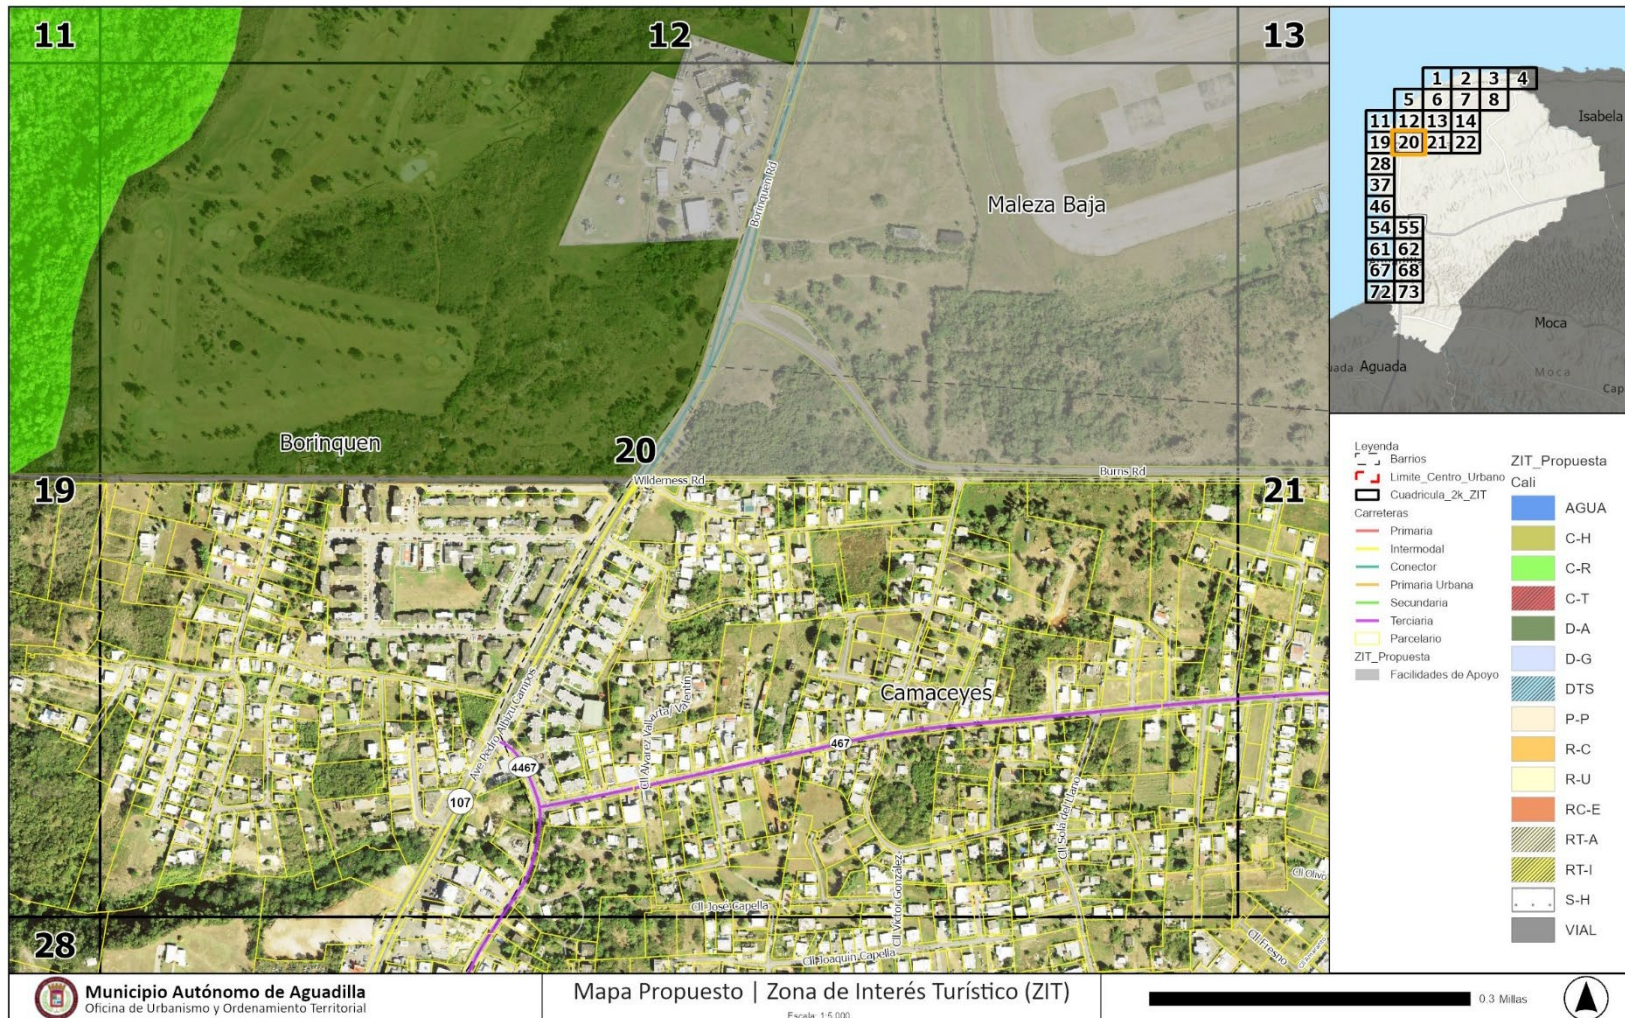 11
12
13
Borinquen Rd
Maleza Baja
Borinquen
20
Wilderness Rd
Burns Rd
19
21
Ave Pedro Albizu Campos
Cll Alvarez Vallarta/ Valentín
Camaceyes
467
4467
107
Cll Sola del Llano
Cll Victor González
Cll José Capella
Cll Joaquín Capella
Cll Olivo
Cll Fresno
28
1 2 3 4
5 6 7 8
Isabela
11 12 13 14
19 20 21 22
28
37
46
54 55
61 62
67 68
72 73
Moca
Aguada
Moca
Cap
Leyenda
Barrios
Limite_Centro_Urbano
Cuadricula_2k_ZIT
Carreteras
Primaria
Intermodal
Conector
Primaria Urbana
Secundaria
Terciaria
Parcelario
ZIT_Propuesta
Facilidades de Apoyo
ZIT_Propuesta
Cali
AGUA
C-H
C-R
C-T
D-A
D-G
DTS
P-P
R-C
R-U
RC-E
RT-A
RT-I
S-H
VIAL
Municipio Autónomo de Aguadilla
Oficina de Urbanismo y Ordenamiento Territorial
Mapa Propuesto | Zona de Interés Turístico (ZIT)
Escala: 1:5,000
0.3 Millas